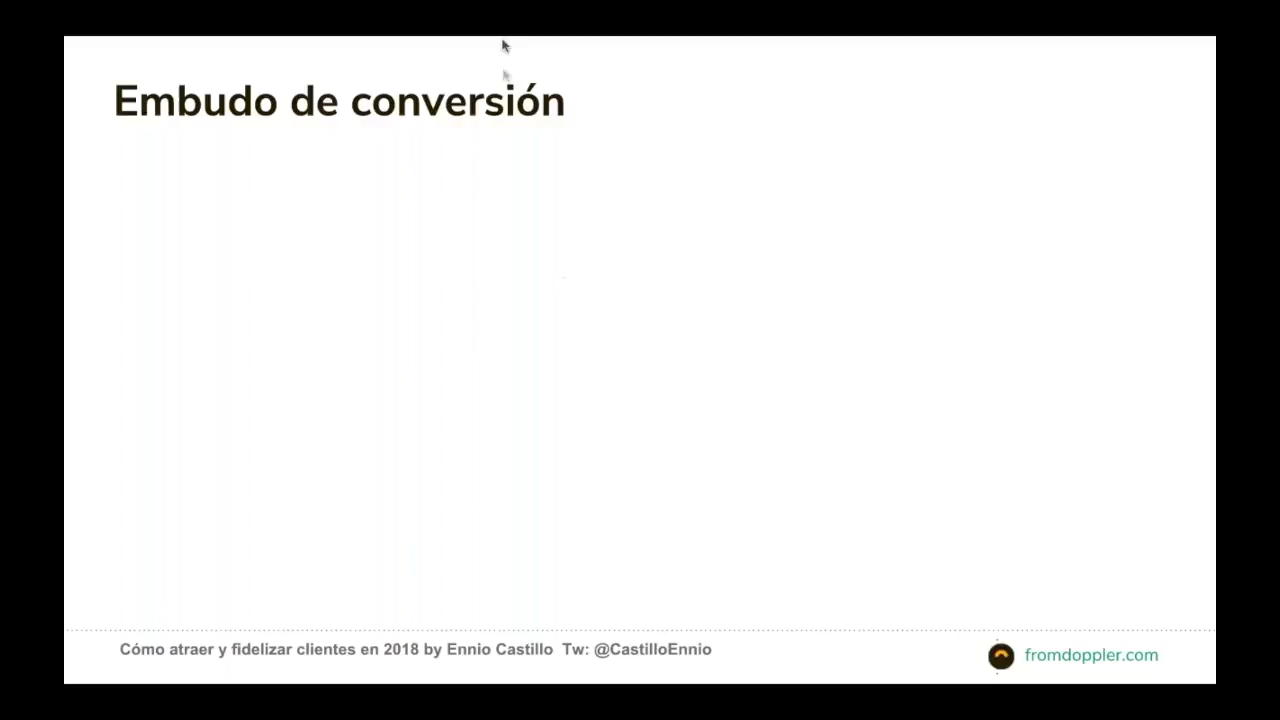 Embudo de conversión
Cómo atraer y fidelizar clientes en 2018 by Ennio Castillo Tw: @CastilloEnnio
fromdoppler.com